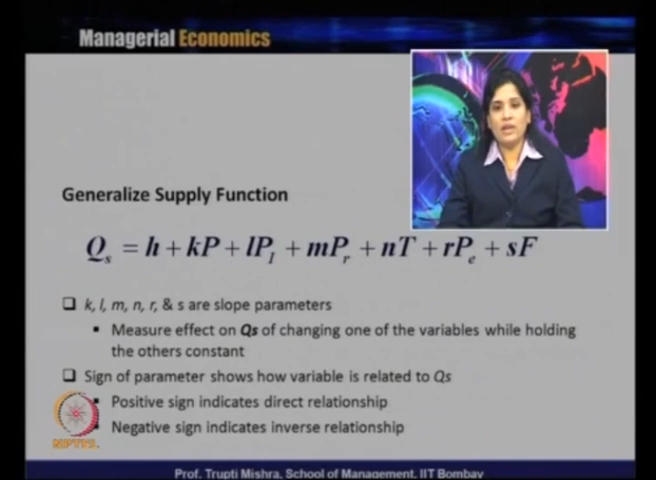 Managerial Economics
Generalize Supply Function
Qs = h + kP + lPI + mPr + nT + rPe + sF
❑ k, l, m, n, r, & s are slope parameters
▪ Measure effect on Qs of changing one of the variables while holding
the others constant
❑ Sign of parameter shows how variable is related to Qs
▪ Positive sign indicates direct relationship
▪ Negative sign indicates inverse relationship
NPTEL
Prof. Trupti Mishra, School of Management, IIT Bombay